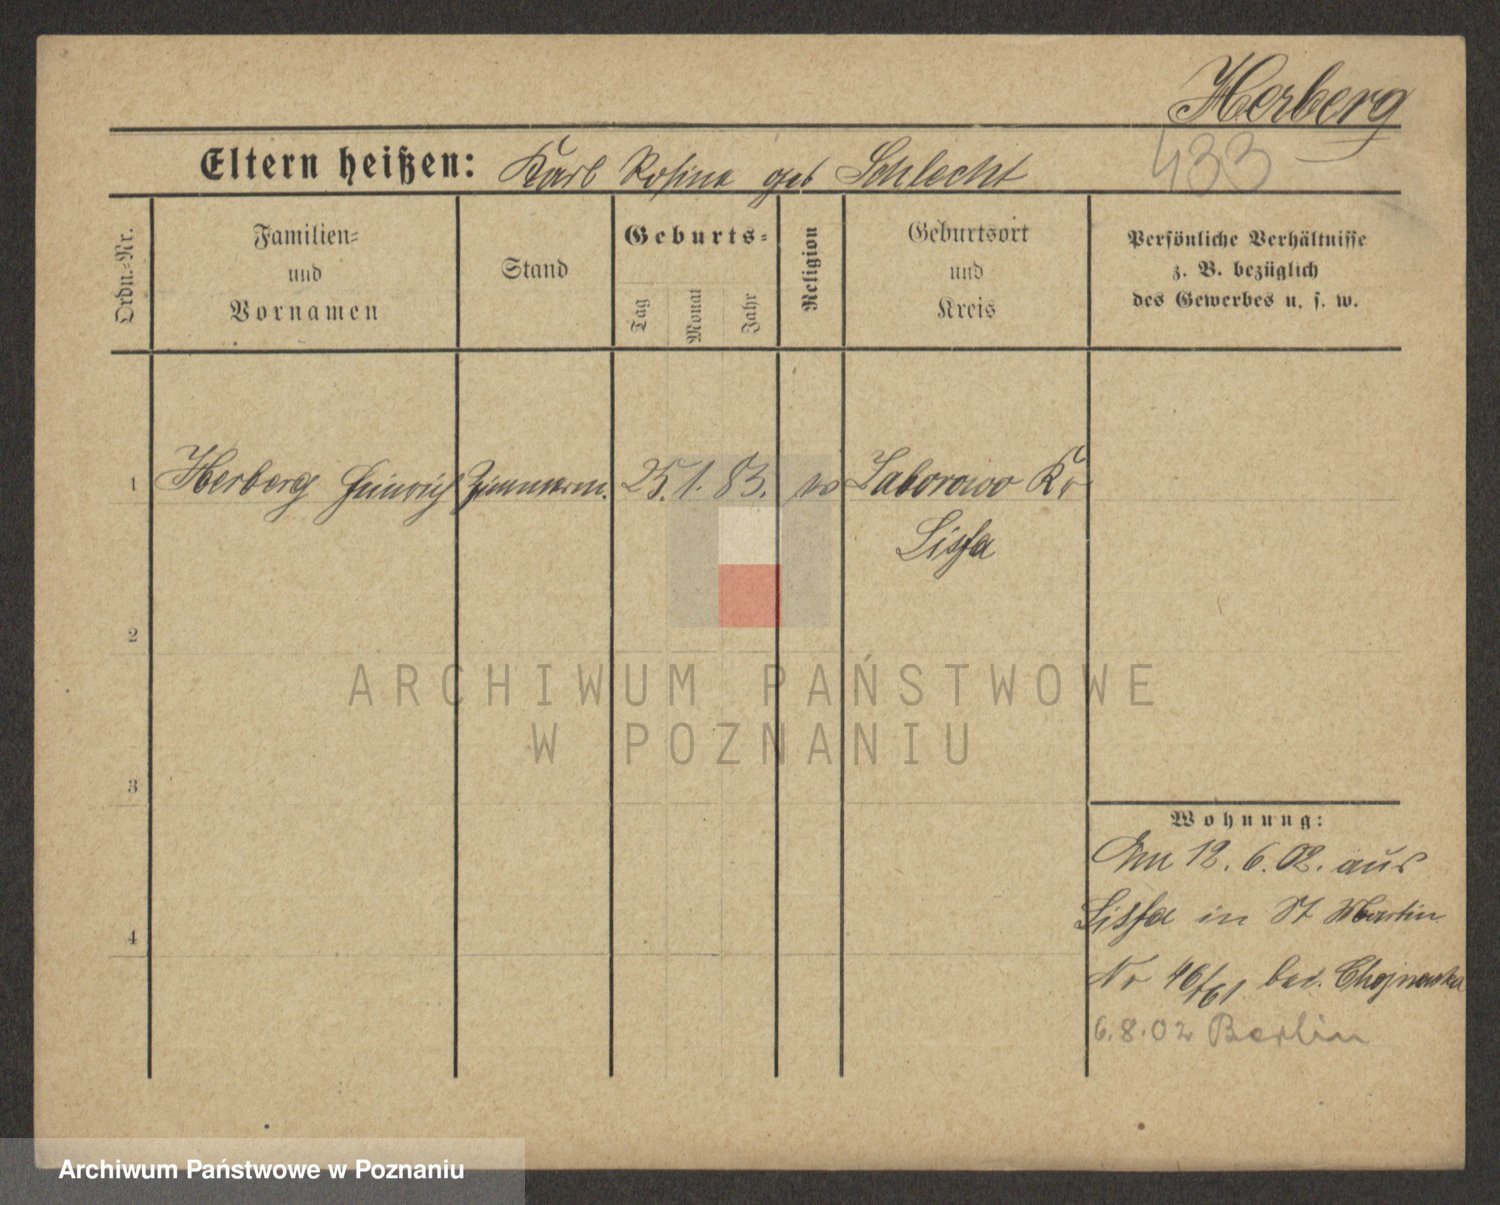 Herberg
433
Eltern heißen: Karl Rosina geb Schlecht
Ordn.-Nr.
Familien-
und
Vornamen
Stand
Geburts-
Tag
Monat
Jahr
Religion
Geburtsort
und
Kreis
Persönliche Verhältnisse
z. B. bezüglich
des Gewerbes u. s. w.
1 Herberg Heinrich Zimmerm. 25. 1. 83. Laborowo Kr
Lissa
2
ARCHIWUM PAŃSTWOWE
W POZNANIU
3
Wohnung:
12. 6. 02. aus
Lissa in St Martin
4
No 46/61 bei Chojnacka
6.8.02 Berlin
Archiwum Państwowe w Poznaniu